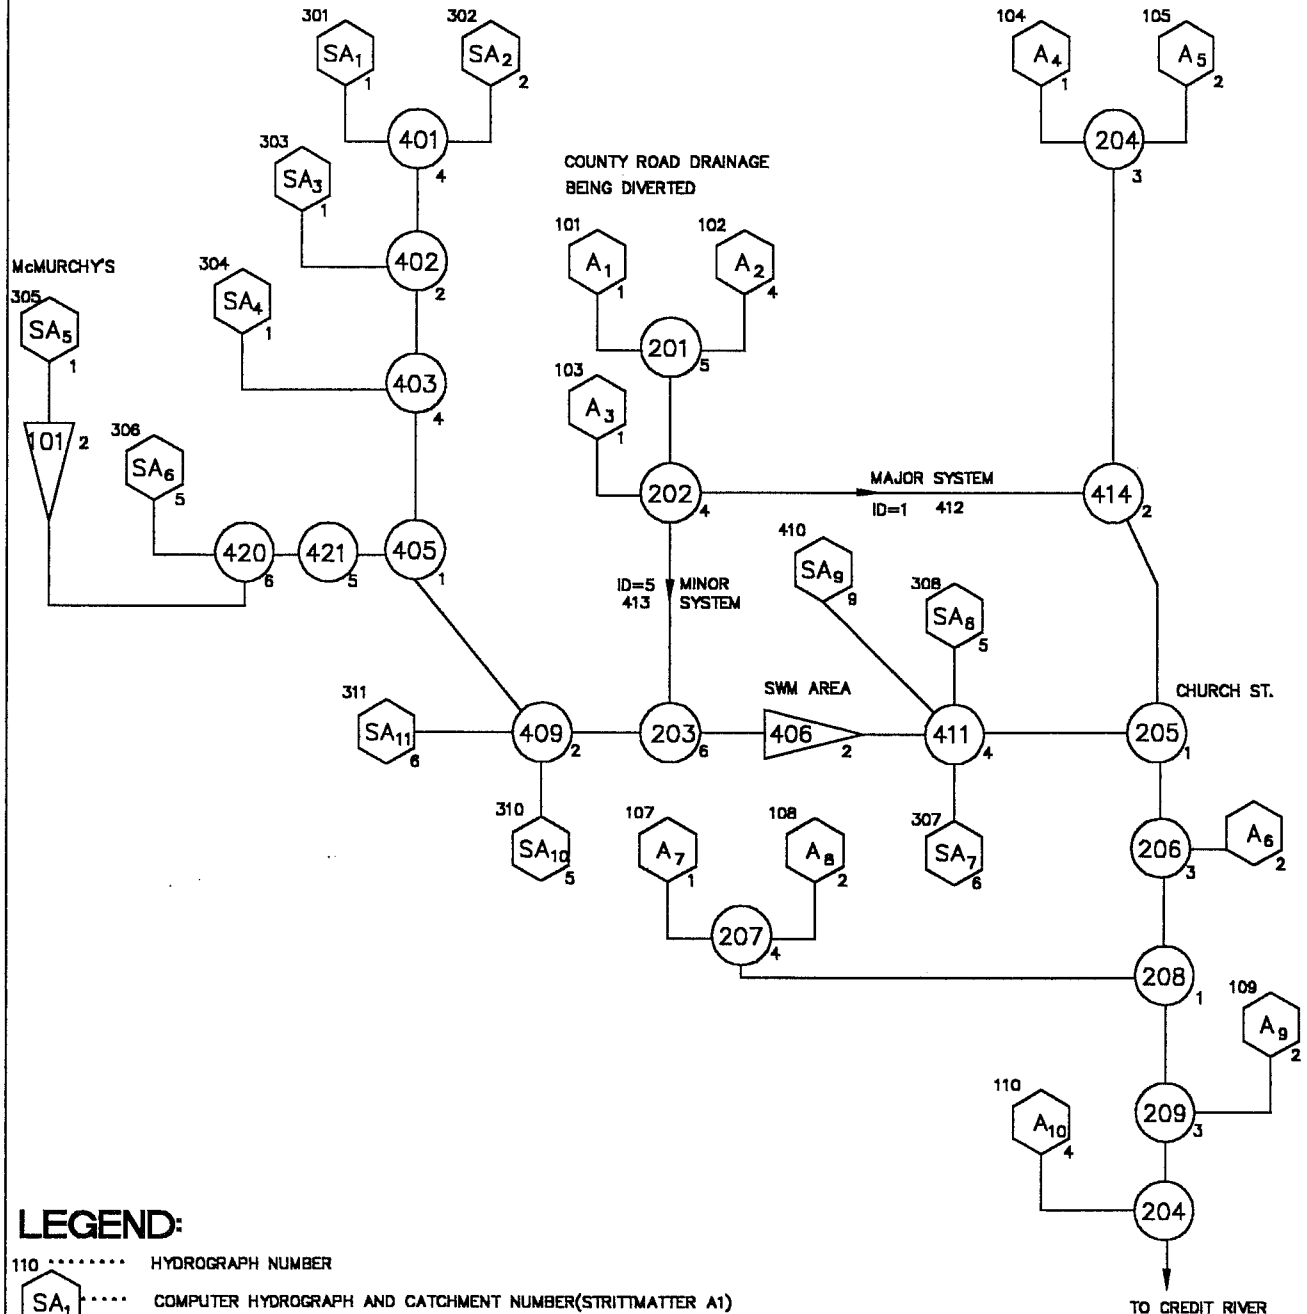 301
302
104
105
SA1
1
SA2
2
A4
1
A5
2
401
4
204
3
303
SA3
1
COUNTY ROAD DRAINAGE
BEING DIVERTED
101
102
A1
1
A2
4
402
2
McMURCHY'S
304
SA4
1
305
SA5
1
201
5
403
4
103
A3
1
101 2
306
SA6
5
202
4
MAJOR SYSTEM
ID=1 412
414
2
410
SA9
9
420
6
421
5
405
1
ID=5 MINOR
413 SYSTEM
308
SA8
5
SWM AREA
CHURCH ST.
311
SA11
6
409
2
203
6
406
2
411
4
205
1
310
SA10
5
107
A7
1
108
A8
2
307
SA7
6
206
3
A6
2
207
4
208
1
109
A9
2
110
A10
4
209
3
204
LEGEND:
110 ........ HYDROGRAPH NUMBER
SA1 ..... COMPUTER HYDROGRAPH AND CATCHMENT NUMBER(STRITTMATTER A1)
TO CREDIT RIVER